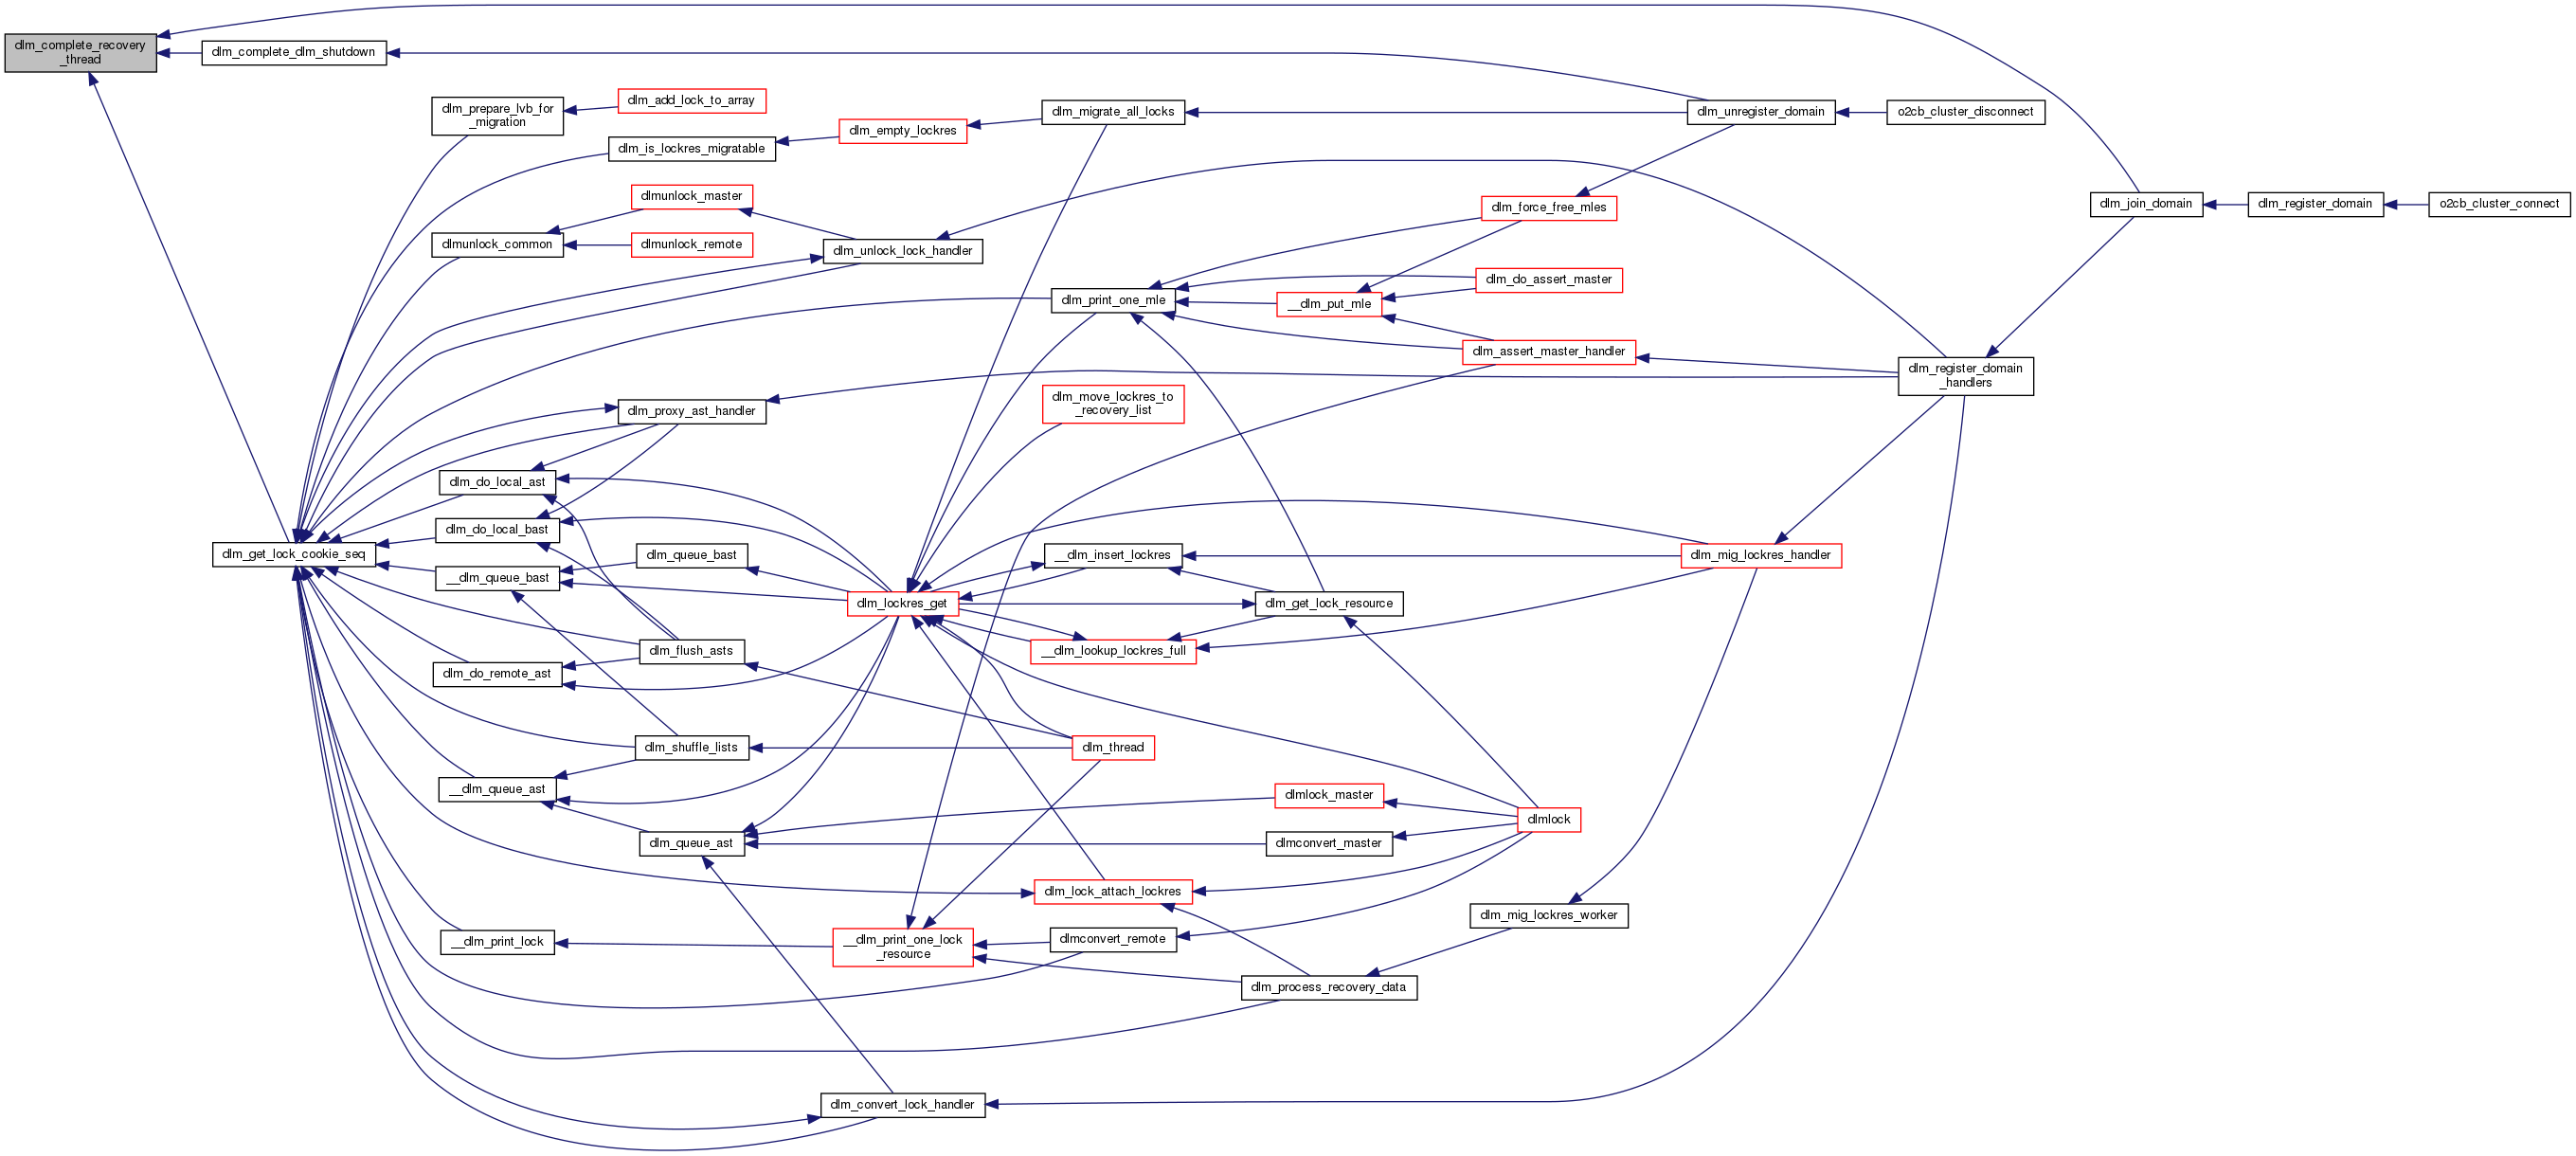 dlm_complete_recovery
_thread
dlm_complete_dlm_shutdown
dlm_get_lock_cookie_seq
dlm_prepare_lvb_for
_migration
dlm_add_lock_to_array
dlm_is_lockres_migratable
dlm_empty_lockres
dlm_migrate_all_locks
dlm_unregister_domain
o2cb_cluster_disconnect
dlmunlock_common
dlmunlock_master
dlmunlock_remote
dlm_unlock_lock_handler
dlm_print_one_mle
dlm_force_free_mles
dlm_do_assert_master
__dlm_put_mle
dlm_assert_master_handler
dlm_join_domain
dlm_register_domain
o2cb_cluster_connect
dlm_register_domain
_handlers
dlm_move_lockres_to
_recovery_list
dlm_proxy_ast_handler
dlm_do_local_ast
dlm_do_local_bast
__dlm_queue_bast
dlm_queue_bast
dlm_lockres_get
__dlm_insert_lockres
dlm_mig_lockres_handler
dlm_get_lock_resource
__dlm_lookup_lockres_full
dlm_flush_asts
dlm_do_remote_ast
dlm_shuffle_lists
dlm_thread
__dlm_queue_ast
dlm_queue_ast
dlmlock_master
dlmconvert_master
dlmlock
dlm_lock_attach_lockres
dlm_mig_lockres_worker
__dlm_print_lock
__dlm_print_one_lock
_resource
dlmconvert_remote
dlm_process_recovery_data
dlm_convert_lock_handler